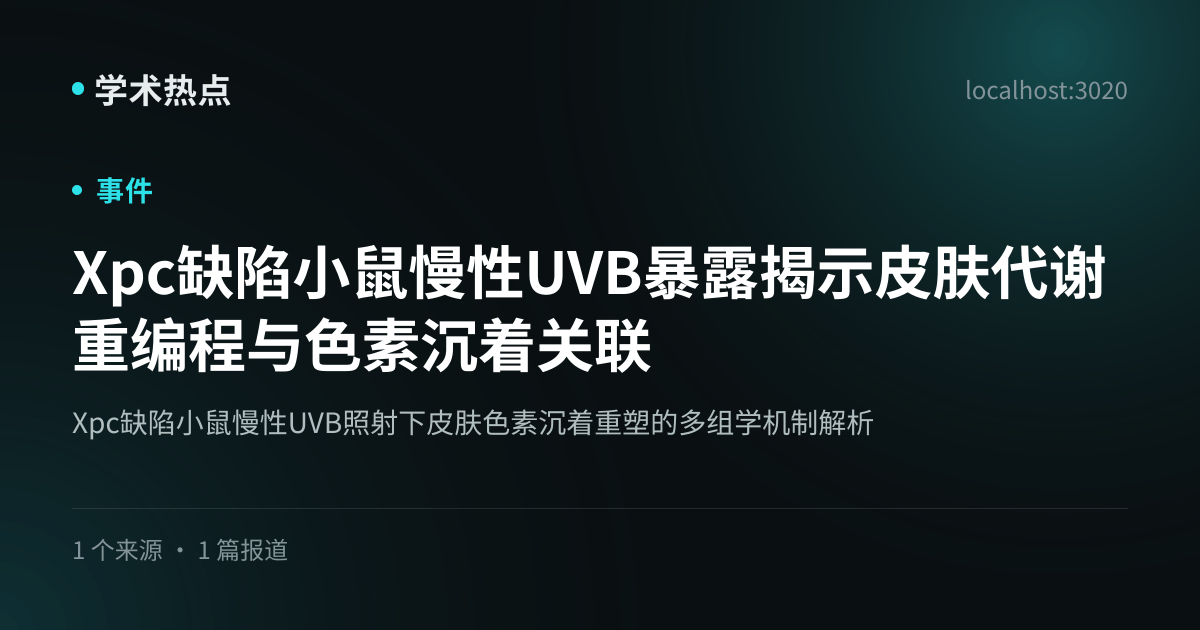 学术热点
localhost:3020
事件
Xpc缺陷小鼠慢性UVB暴露揭示皮肤代谢
重编程与色素沉着关联
Xpc缺陷小鼠慢性UVB照射下皮肤色素沉着重塑的多组学机制解析
1 个来源 · 1 篇报道